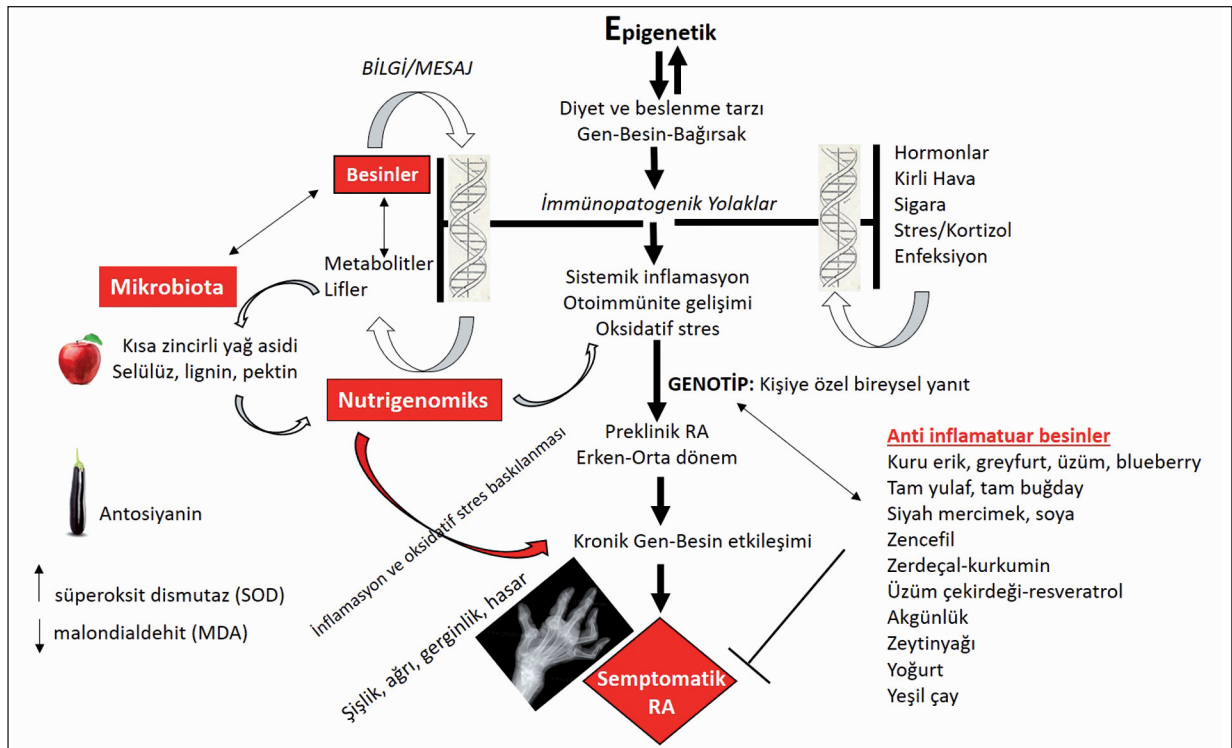 Epigenetik
BİLGİ/MESAJ
Diyet ve beslenme tarzı
Gen-Besin-Bağırsak
Besinler
İmmünopatogenik Yolaklar
Hormonlar
Kirli Hava
Sigara
Stres/Kortizol
Enfeksiyon
Metabolitler
Lifler
Mikrobiota
Sistemik inflamasyon
Otoimmünite gelişimi
Oksidatif stres
Kısa zincirli yağ asidi
Selülüz, lignin, pektin
Nutrigenomiks
GENOTİP: Kişiye özel bireysel yanıt
Preklinik RA
Erken-Orta dönem
İnflamasyon ve oksidatif stres baskılanması
Anti inflamatuar besinler
Kuru erik, greyfurt, üzüm, blueberry
Tam yulaf, tam buğday
Siyah mercimek, soya
Zencefil
Zerdeçal-kurkumin
Üzüm çekirdeği-resveratrol
Akgünlük
Zeytinyağı
Yoğurt
Yeşil çay
Antosiyanin
Kronik Gen-Besin etkileşimi
süperoksit dismutaz (SOD)
malondialdehit (MDA)
Şişlik, ağrı, gerginlik, hasar
Semptomatik
RA